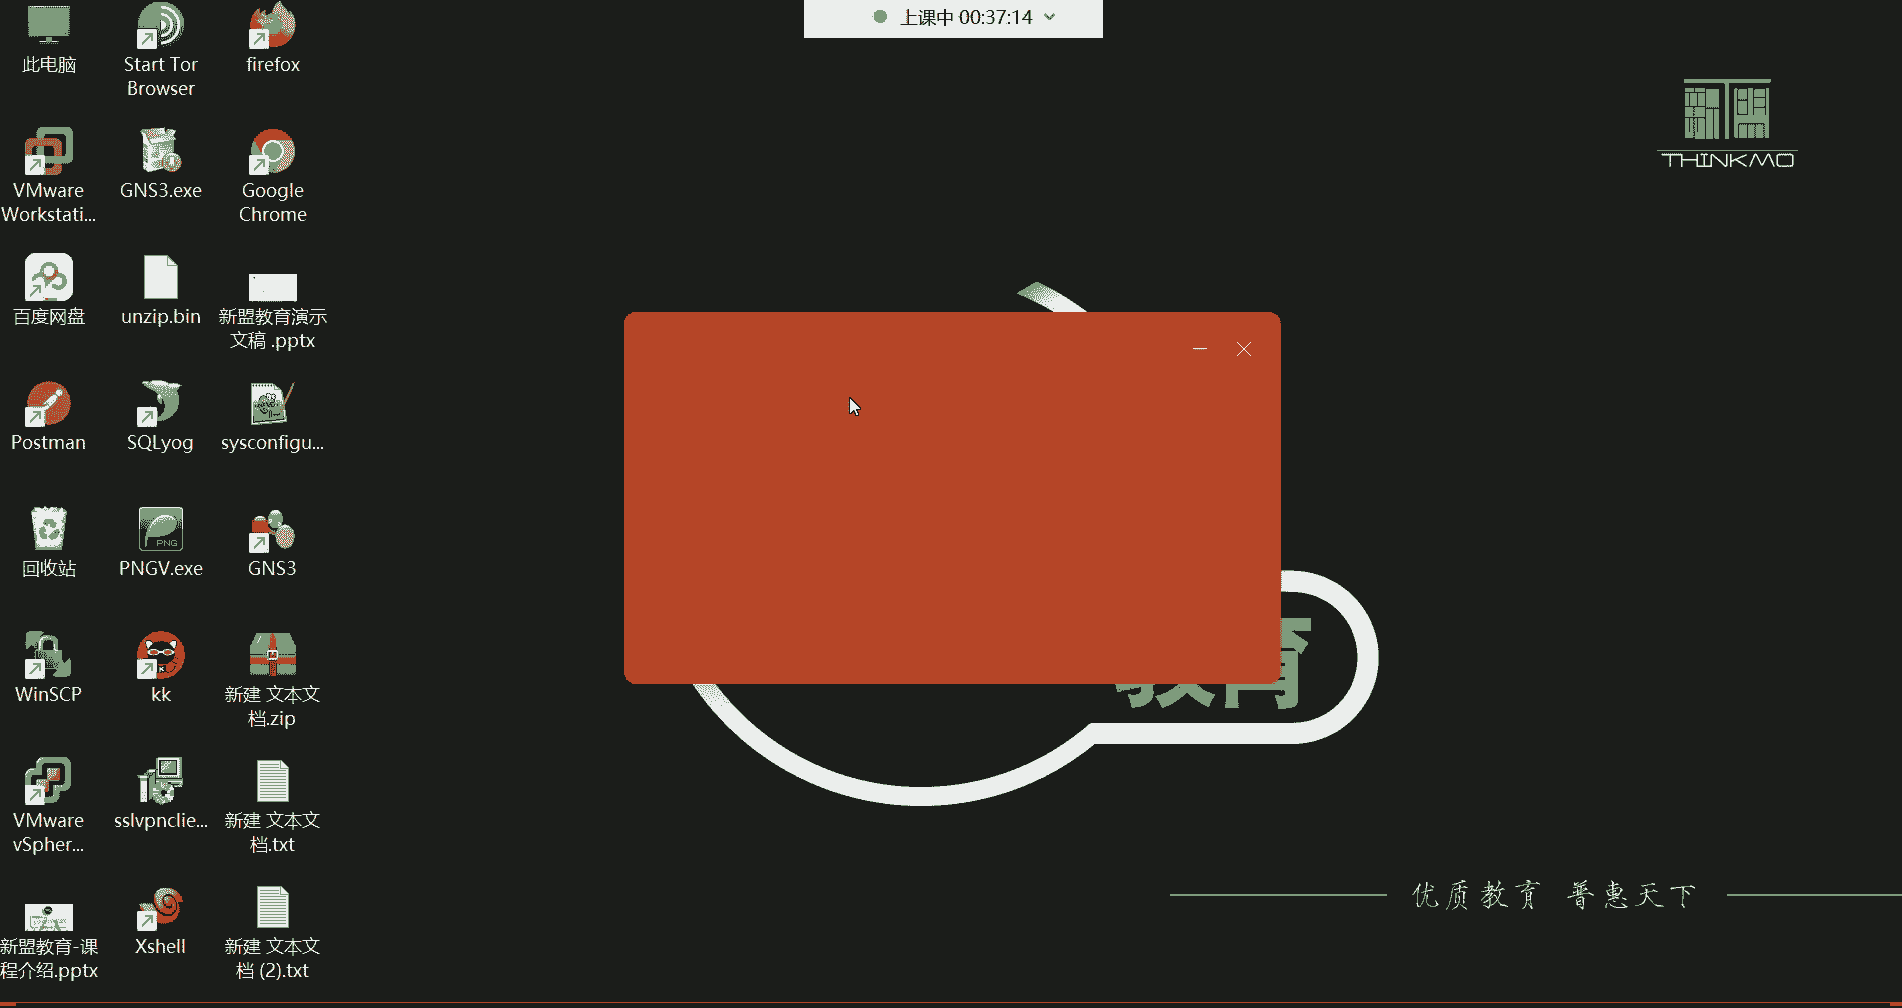 上课中 00:37:14
此电脑
Start Tor
Browser
firefox
THINKMO
VMware
Workstati...
GNS3.exe
Google
Chrome
百度网盘
unzip.bin
新盟教育演示
文稿 .pptx
Postman
SQLyog
sysconfigu...
回收站
PNG
PNGV.exe
GNS3
教育
WinSCP
kk
新建 文本文
档.zip
VMware
vSpher...
sslvpnclie...
新建 文本文
档.txt
优质教育 普惠天下
新盟教育-课
程介绍.pptx
Xshell
新建 文本文
档 (2).txt